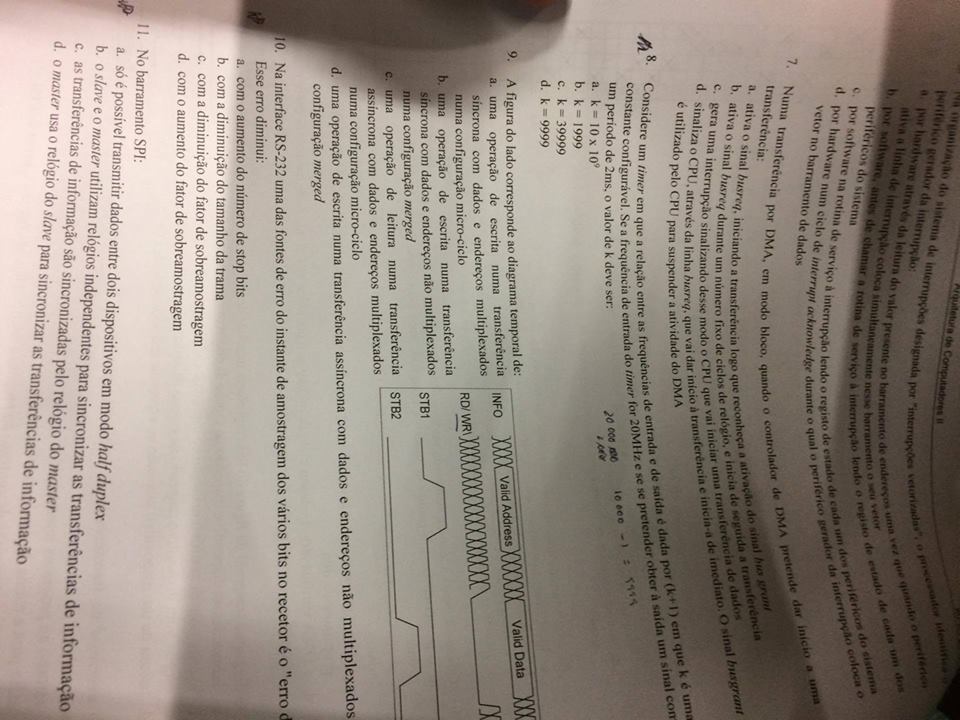 Arquitetura de Computadores II
organização do sistema de interrupções designada por "interrupções vetorizadas", o processador identifica o
periférico gerador da interrupção:
a. por hardware através da leitura do valor presente no barramento de endereços uma vez que quando o periférico
ativa a linha de interrupção coloca simultaneamente nesse barramento o seu vetor
b. por software, antes de chamar a rotina de serviço à interrupção lendo o registo de estado de cada um dos
periféricos do sistema
c. por software na rotina de serviço à interrupção lendo o registo de estado de cada um dos periféricos do sistema
d. por hardware num ciclo de interrupt acknowledge durante o qual o periférico gerador da interrupção coloca o
vetor no barramento de dados
7. Numa transferência por DMA, em modo bloco, quando o controlador de DMA pretende dar início a uma
transferência:
a. ativa o sinal busreq, iniciando a transferência logo que reconheça a ativação do sinal bus grant
b. ativa o sinal busreq durante um número fixo de ciclos de relógio, e inicia de seguida a transferência
c. gera uma interrupção sinalizando desse modo o CPU que vai iniciar uma transferência de dados
d. sinaliza o CPU, através da linha busreq, que vai dar início à transferência e inicia-a de imediato. O sinal busgrant
é utilizado pelo CPU para suspender a atividade do DMA
8. Considere um timer em que a relação entre as frequências de entrada e de saída é dada por (k+1) em que k é uma
constante configurável. Se a frequência de entrada do timer for 20MHz e se se pretender obter à saída um sinal com
um período de 2ms, o valor de k deve ser:
20 000 000
10 000 - 1 = 9999
a. k = 10 x 10⁹
b. k = 1999
c. k = 39999
d. k = 9999
9. A figura do lado corresponde ao diagrama temporal de:
a. uma operação de escrita numa transferência
síncrona com dados e endereços multiplexados
numa configuração micro-ciclo
b. uma operação de escrita numa transferência
síncrona com dados e endereços não multiplexados
numa configuração merged
c. uma operação de leitura numa transferência
assíncrona com dados e endereços multiplexados
numa configuração micro-ciclo
d. uma operação de escrita numa transferência assíncrona com dados e endereços não multiplexados
configuração merged
INFO Valid Address Valid Data
RD/ WR\
STB1
STB2
10. Na interface RS-232 uma das fontes de erro do instante de amostragem dos vários bits no recetor é o "erro d
Esse erro diminui:
a. com o aumento do número de stop bits
b. com a diminuição do tamanho da trama
c. com a diminuição do fator de sobreamostragem
d. com o aumento do fator de sobreamostragem
11. No barramento SPI:
a. só é possível transmitir dados entre dois dispositivos em modo half duplex
b. o slave e o master utilizam relógios independentes para sincronizar as transferências de informação
c. as transferências de informação são sincronizadas pelo relógio do master
d. o master usa o relógio do slave para sincronizar as transferências de informação